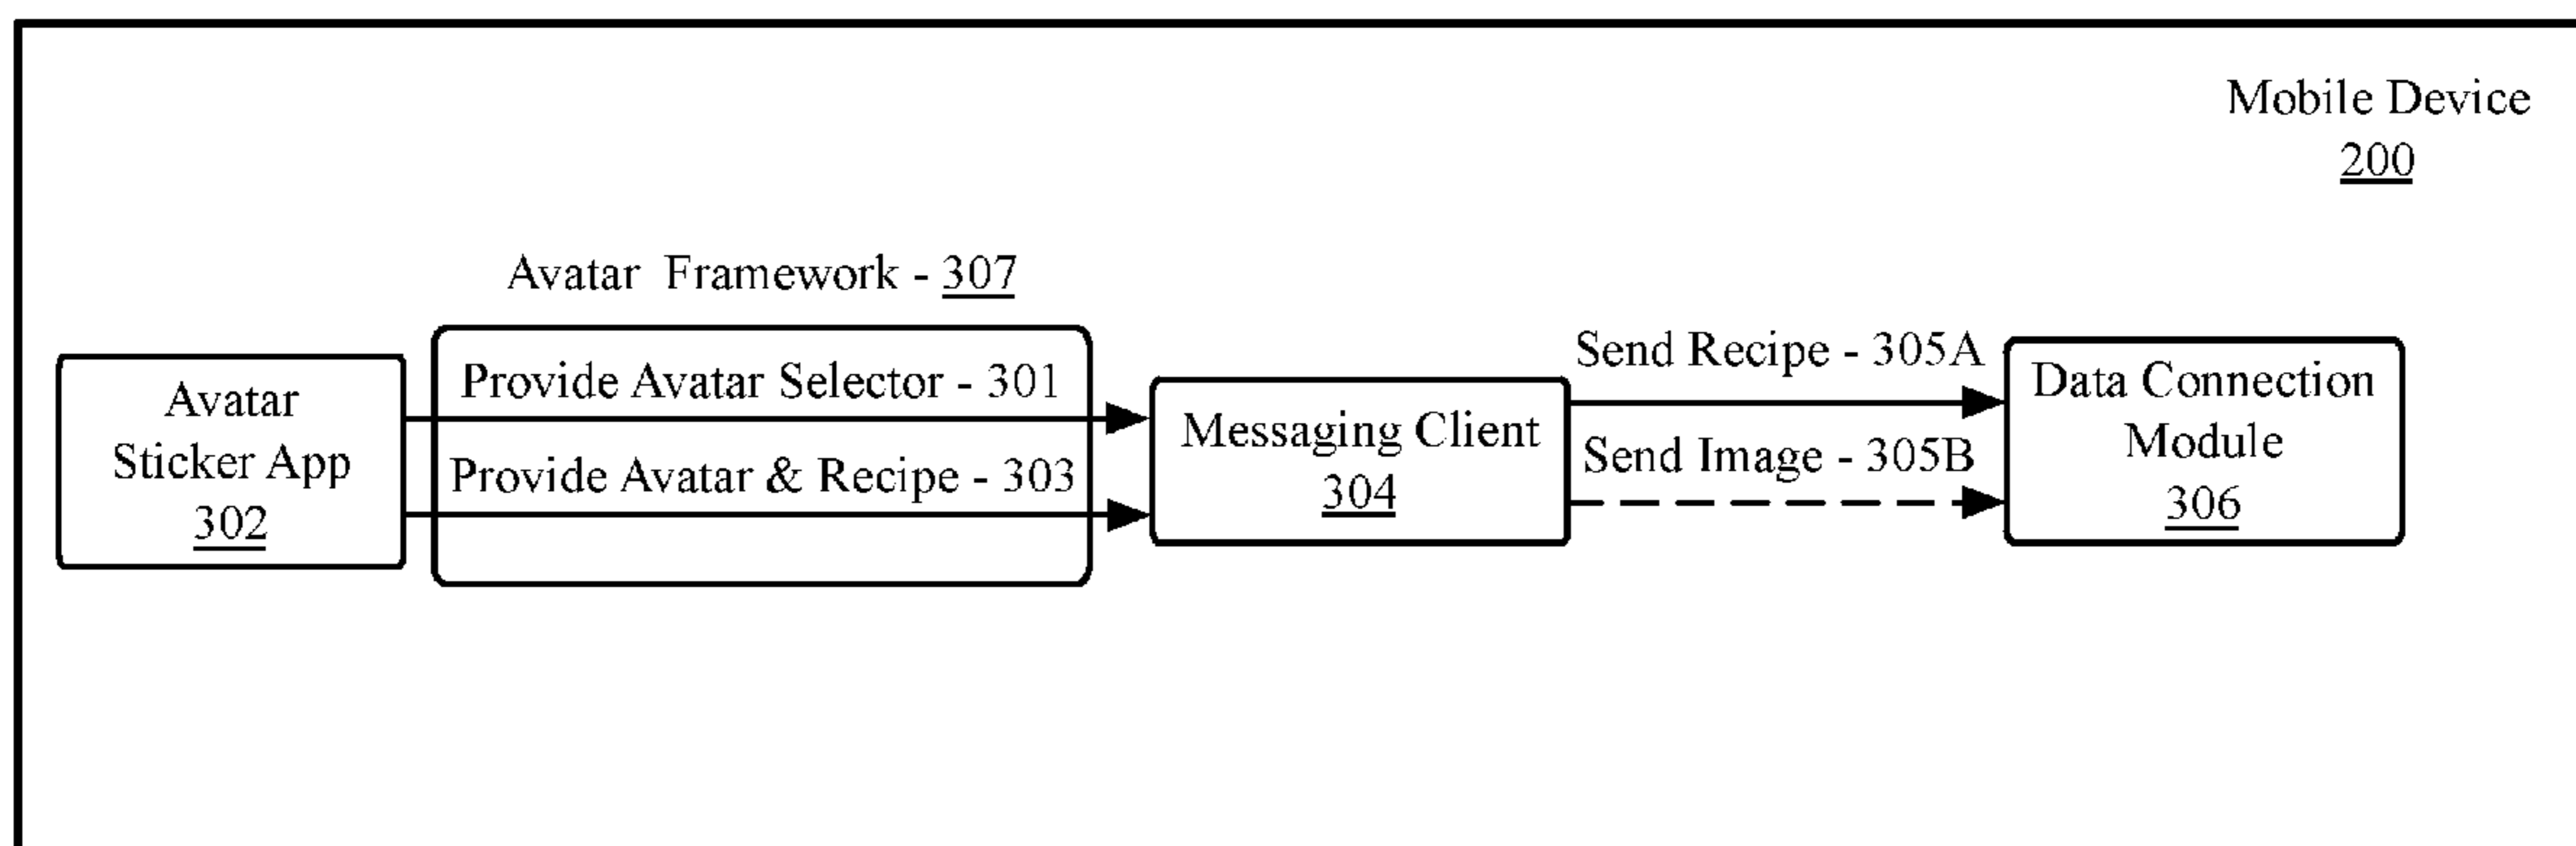 Mobile Device
200
Avatar Framework - 307
Avatar
Sticker App
302
Provide Avatar Selector - 301
Provide Avatar & Recipe - 303
Messaging Client
304
Send Recipe - 305A
Send Image - 305B
Data Connection
Module
306